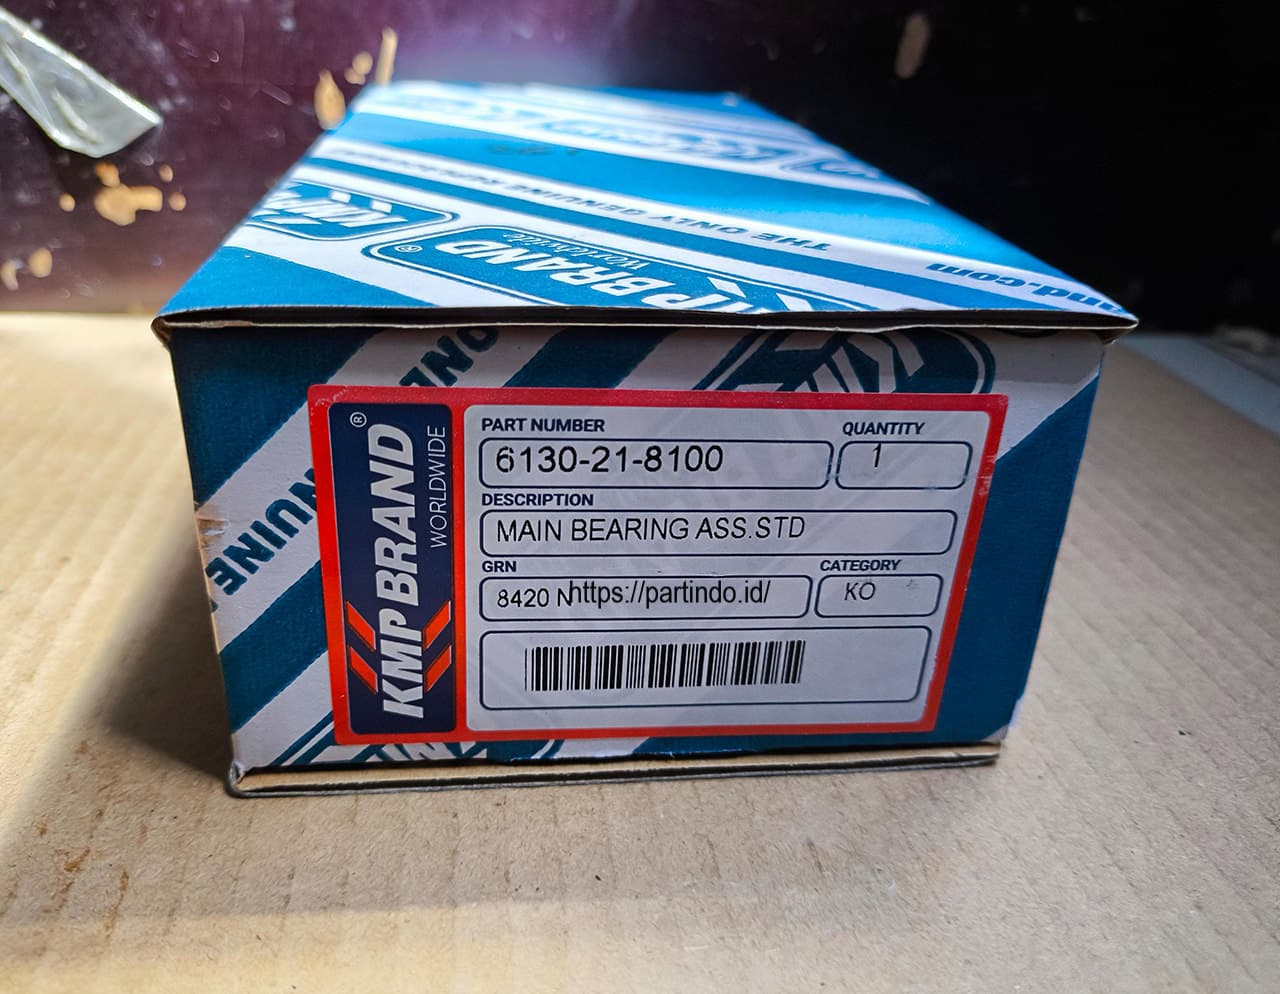 THE ONLY GENUINE
KMP BRAND®
Worldwide
KMP BRAND®
WORLDWIDE
PART NUMBER
6130-21-8100
QUANTITY
1
DESCRIPTION
MAIN BEARING ASS.STD
GRN
8420 N
https://partindo.id/
CATEGORY
KO